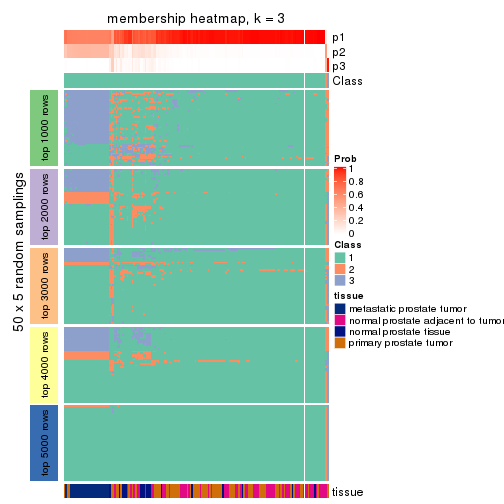 membership heatmap, k = 3
p1
p2
p3
Class
50 x 5 random samplings
top 1000 rows
top 2000 rows
top 3000 rows
top 4000 rows
top 5000 rows
Prob
1
0.8
0.6
0.4
0.2
0
Class
1
2
3
tissue
metastatic prostate tumor
normal prostate adjacent to tumor
normal prostate tissue
primary prostate tumor
tissue